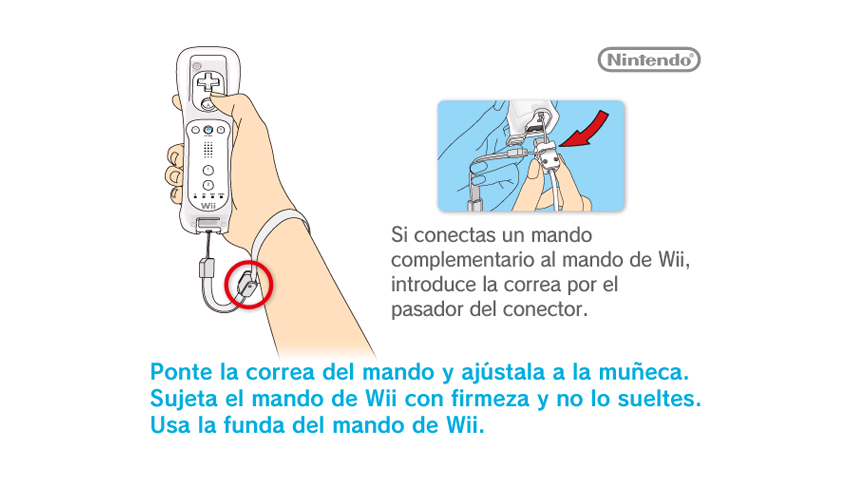 Nintendo®
Wii
Si conectas un mando
complementario al mando de Wii,
introduce la correa por el
pasador del conector.
Ponte la correa del mando y ajústala a la muñeca.
Sujeta el mando de Wii con firmeza y no lo sueltes.
Usa la funda del mando de Wii.